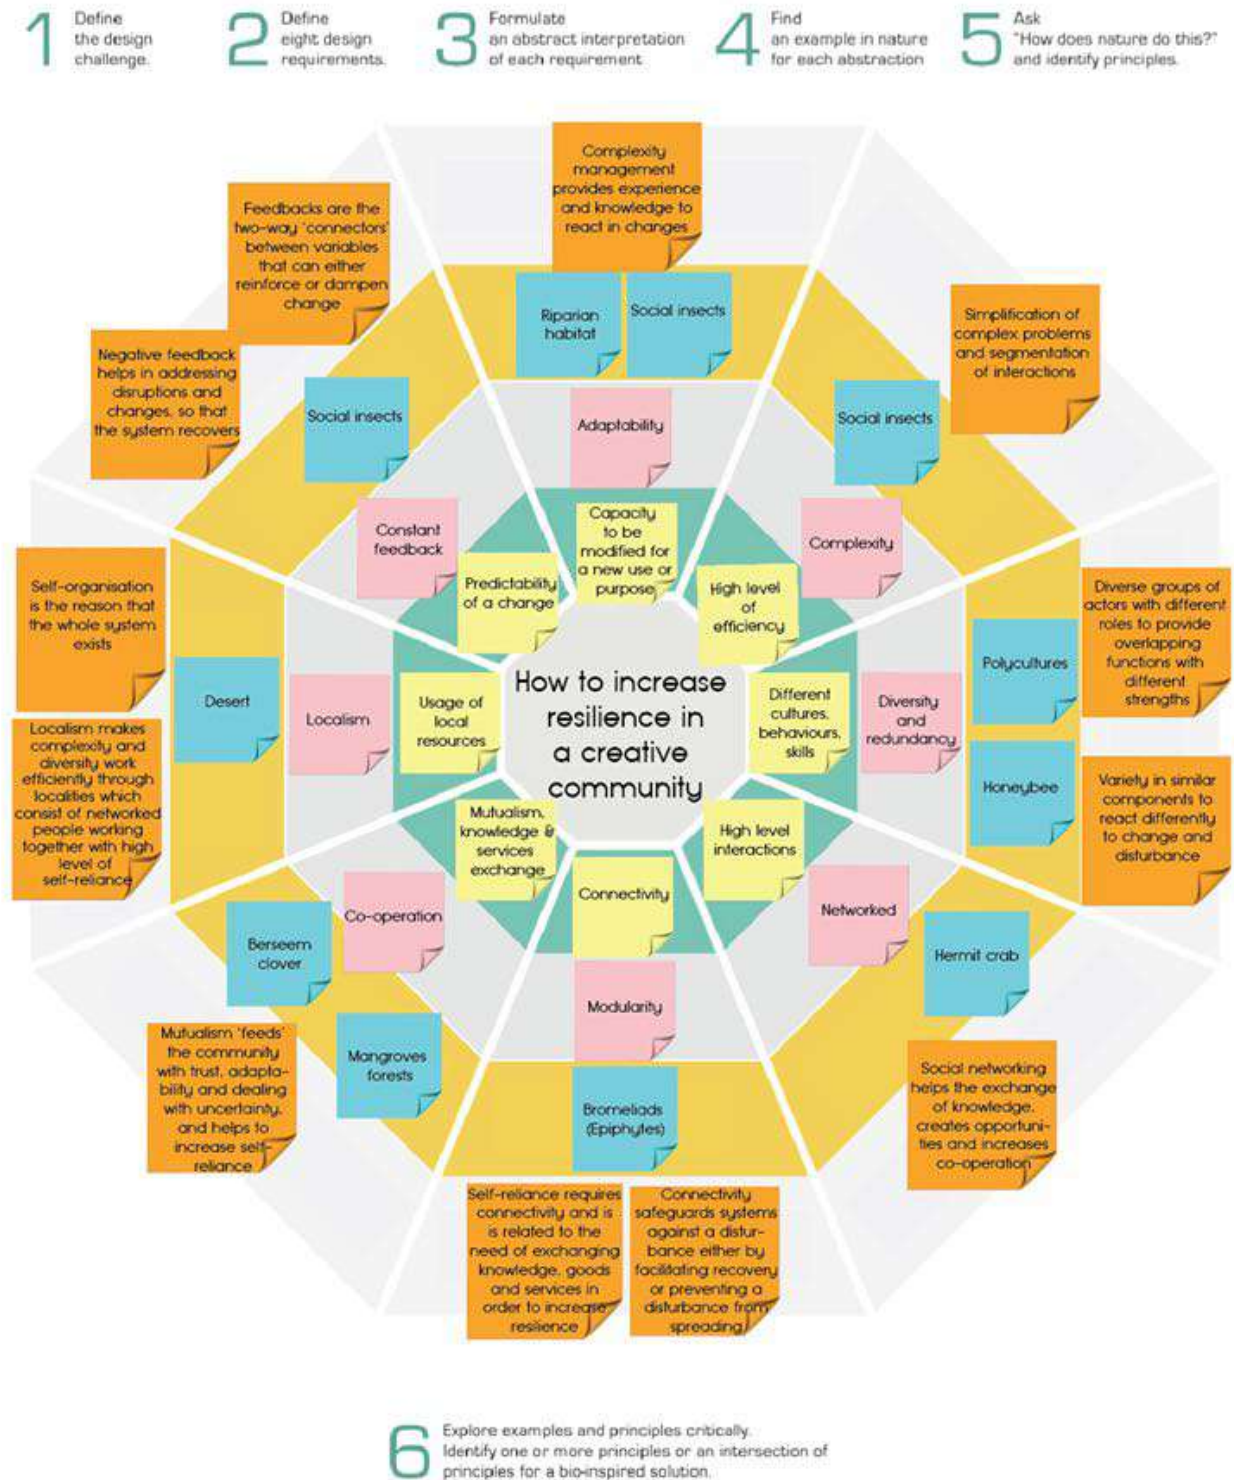 1
Define
the design
challenge.
2
Define
eight design
requirements.
3
Formulate
an abstract interpretation
of each requirement
4
Find
an example in nature
for each abstraction
5
Ask
"How does nature do this?"
and identify principles.
Complexity
management
provides experience
and knowledge to
react in changes
Feedbacks are the
two-way 'connectors'
between variables
that can either
reinforce or dampen
change
Negative feedback
helps in addressing
disruptions and
changes, so that
the system recovers
Simplification of
complex problems
and segmentation
of interactions
Riparian
habitat
Social insects
Social insects
Social insects
Adaptability
Constant
feedback
Complexity
Capacity
to be
modified for
a new use or
purpose
Predictability
of a change
High level
of
efficiency
Self-organisation
is the reason that
the whole system
exists
Localism makes
complexity and
diversity work
efficiently through
localities which
consist of networked
people working
together with high
level of
self-reliance
Desert
Localism
Usage of
local
resources
How to increase
resilience in
a creative
community
Different
cultures,
behaviours,
skills
Diversity
and
redundancy
Polycultures
Honeybee
Diverse groups of
actors with different
roles to provide
overlapping
functions with
different
strengths
Variety in similar
components to
react differently
to change and
disturbance
Mutualism,
knowledge &
services
exchange
Connectivity
High level
interactions
Co-operation
Modularity
Networked
Berseem
clover
Mangroves
forests
Bromeliads
(Epiphytes)
Hermit crab
Mutualism 'feeds'
the community
with trust, adapta-
bility and dealing
with uncertainty,
and helps to
increase self-
reliance
Self-reliance requires
connectivity and is
is related to the
need of exchanging
knowledge, goods
and services in
order to increase
resilience
Connectivity
safeguards systems
against a distur-
bance either by
facilitating recovery
or preventing a
disturbance from
spreading
Social networking
helps the exchange
of knowledge,
creates opportuni-
ties and increases
co-operation
6
Explore examples and principles critically.
Identify one or more principles or an intersection of
principles for a bio-inspired solution.